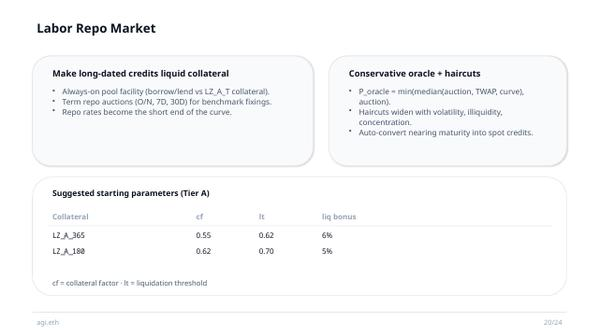 Labor Repo Market
Make long-dated credits liquid collateral
• Always-on pool facility (borrow/lend vs LZ_A_T collateral).
• Term repo auctions (O/N, 7D, 30D) for benchmark fixings.
• Repo rates become the short end of the curve.
Conservative oracle + haircuts
• P_oracle = min(median(auction, TWAP, curve),
auction).
• Haircuts widen with volatility, illiquidity,
concentration.
• Auto-convert nearing maturity into spot credits.
Suggested starting parameters (Tier A)
Collateral cf lt liq bonus
LZ_A_365 0.55 0.62 6%
LZ_A_180 0.62 0.70 5%
cf = collateral factor · lt = liquidation threshold
agi.eth 20/24